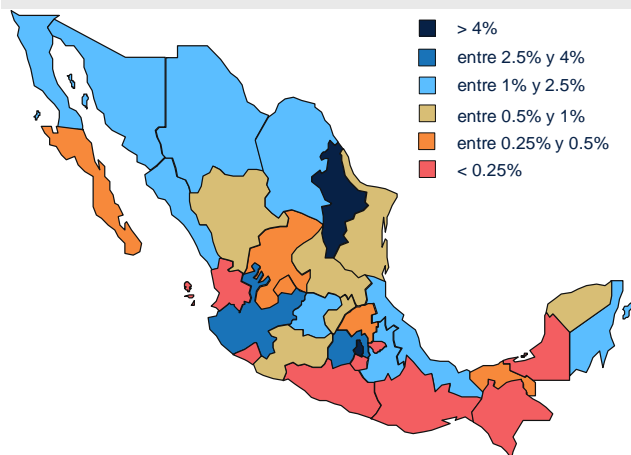 > 4%
entre 2.5% y 4%
entre 1% y 2.5%
entre 0.5% y 1%
entre 0.25% y 0.5%
< 0.25%